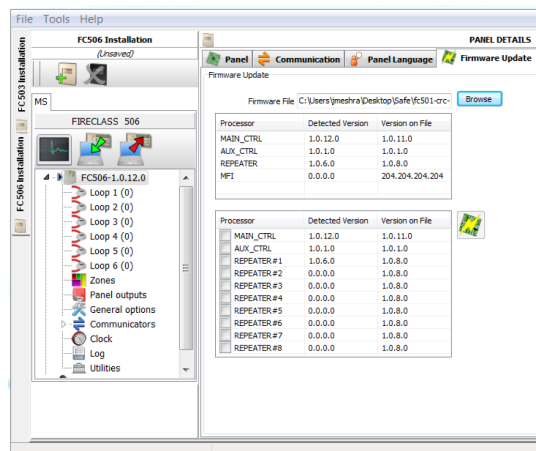 File Tools Help
FC503 Installation
FC506 Installation
FC506 Installation
(Unsaved)
MS
FIRECLASS 506
FC506-1.0.12.0
Loop 1 (0)
Loop 2 (0)
Loop 3 (0)
Loop 4 (0)
Loop 5 (0)
Loop 6 (0)
Zones
Panel outputs
General options
Communicators
Clock
Log
Utilities
PANEL DETAILS
Panel Communication Panel Language Firmware Update
Firmware Update
Firmware File C:\Users\jmeshra\Desktop\Safe\fc501-crc- Browse
Processor Detected Version Version on File
MAIN_CTRL 1.0.12.0 1.0.11.0
AUX_CTRL 1.0.1.0 1.0.1.0
REPEATER 1.0.6.0 1.0.8.0
MFI 0.0.0.0 204.204.204.204
Processor Detected Version Version on File
MAIN_CTRL 1.0.12.0 1.0.11.0
AUX_CTRL 1.0.1.0 1.0.1.0
REPEATER#1 1.0.6.0 1.0.8.0
REPEATER#2 0.0.0.0 1.0.8.0
REPEATER#3 0.0.0.0 1.0.8.0
REPEATER#4 0.0.0.0 1.0.8.0
REPEATER#5 0.0.0.0 1.0.8.0
REPEATER#6 0.0.0.0 1.0.8.0
REPEATER#7 0.0.0.0 1.0.8.0
REPEATER#8 0.0.0.0 1.0.8.0